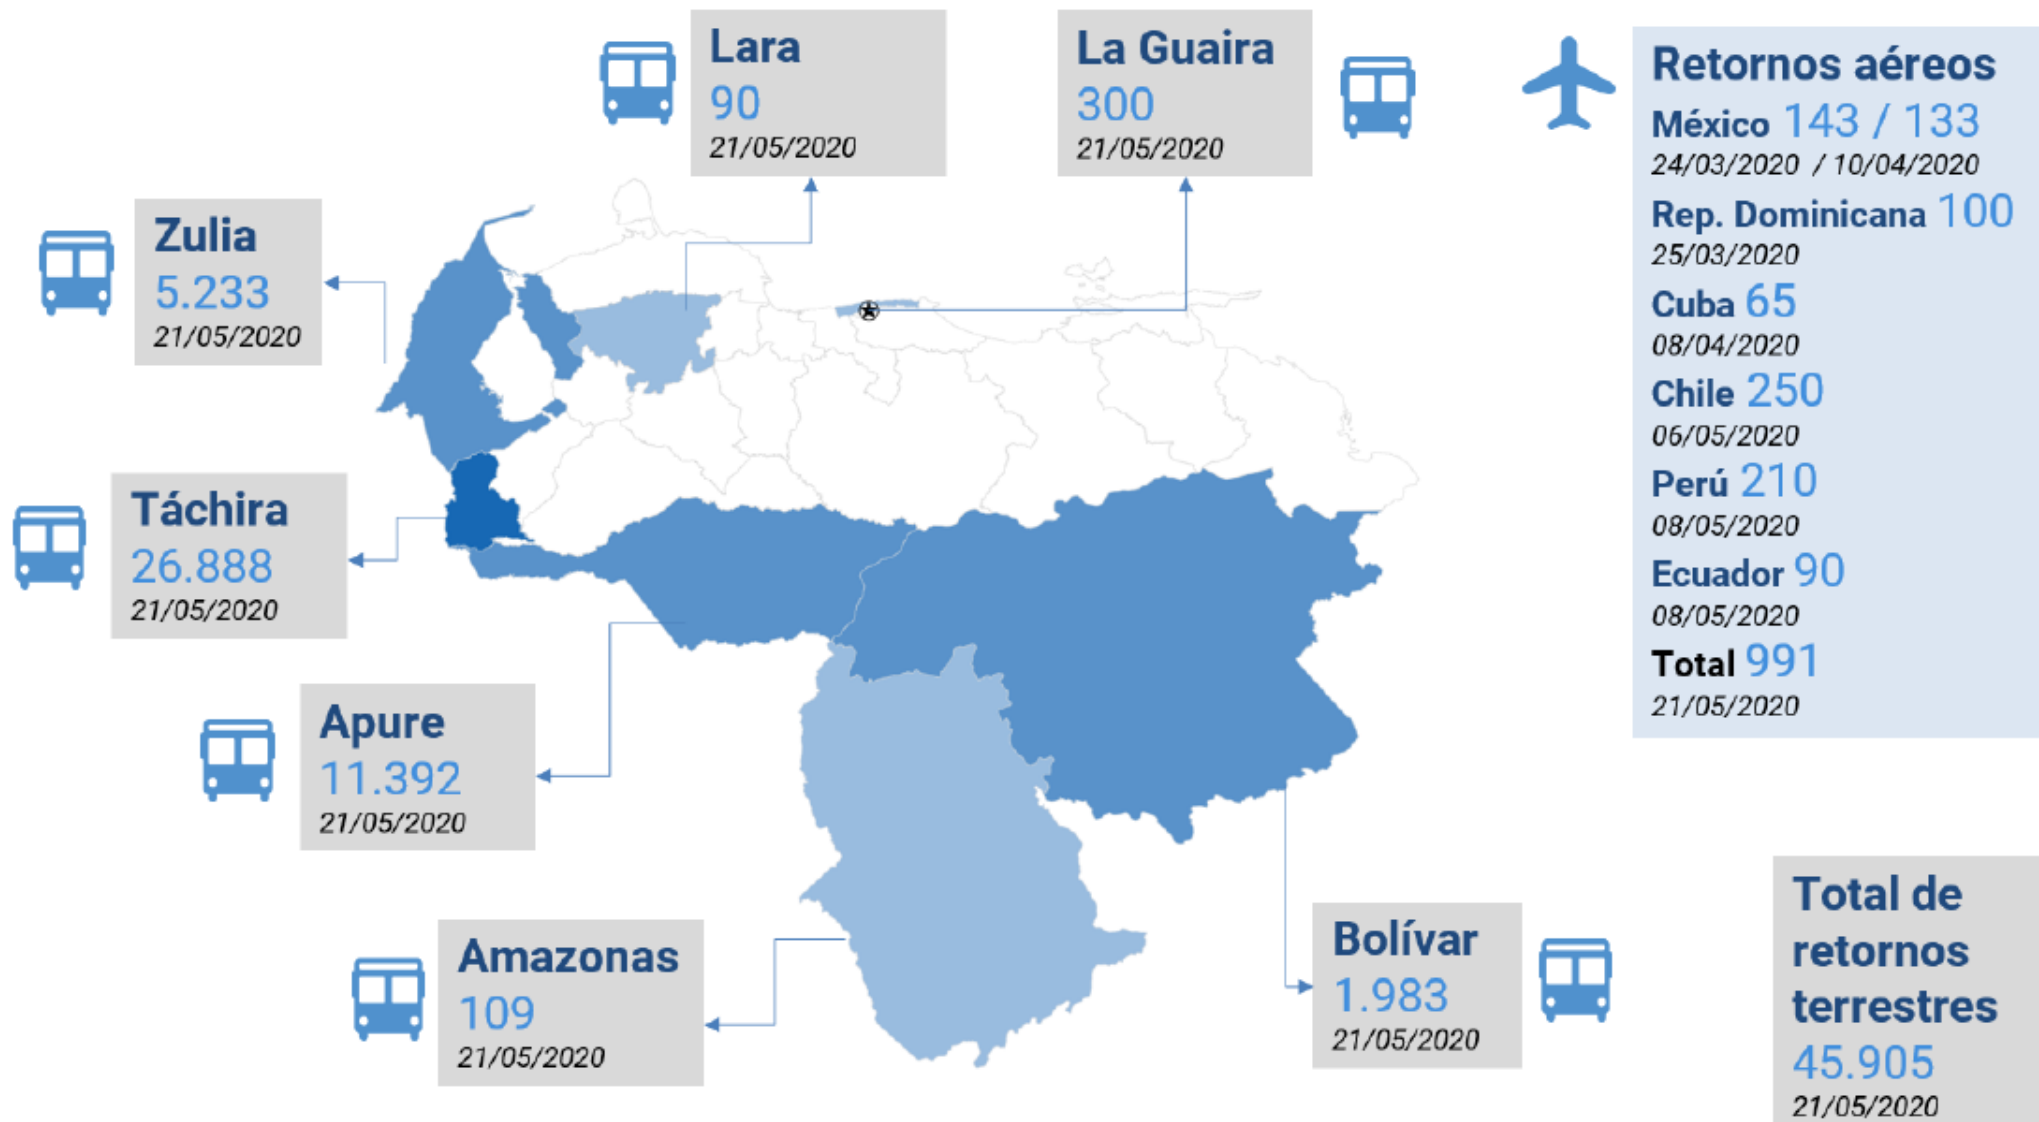 Lara
90
21/05/2020
La Guaira
300
21/05/2020
Retornos aéreos
México 143 / 133
24/03/2020 / 10/04/2020
Rep. Dominicana 100
25/03/2020
Cuba 65
08/04/2020
Chile 250
06/05/2020
Perú 210
08/05/2020
Ecuador 90
08/05/2020
Total 991
21/05/2020
Zulia
5.233
21/05/2020
Táchira
26.888
21/05/2020
Apure
11.392
21/05/2020
Amazonas
109
21/05/2020
Bolívar
1.983
21/05/2020
Total de
retornos
terrestres
45.905
21/05/2020